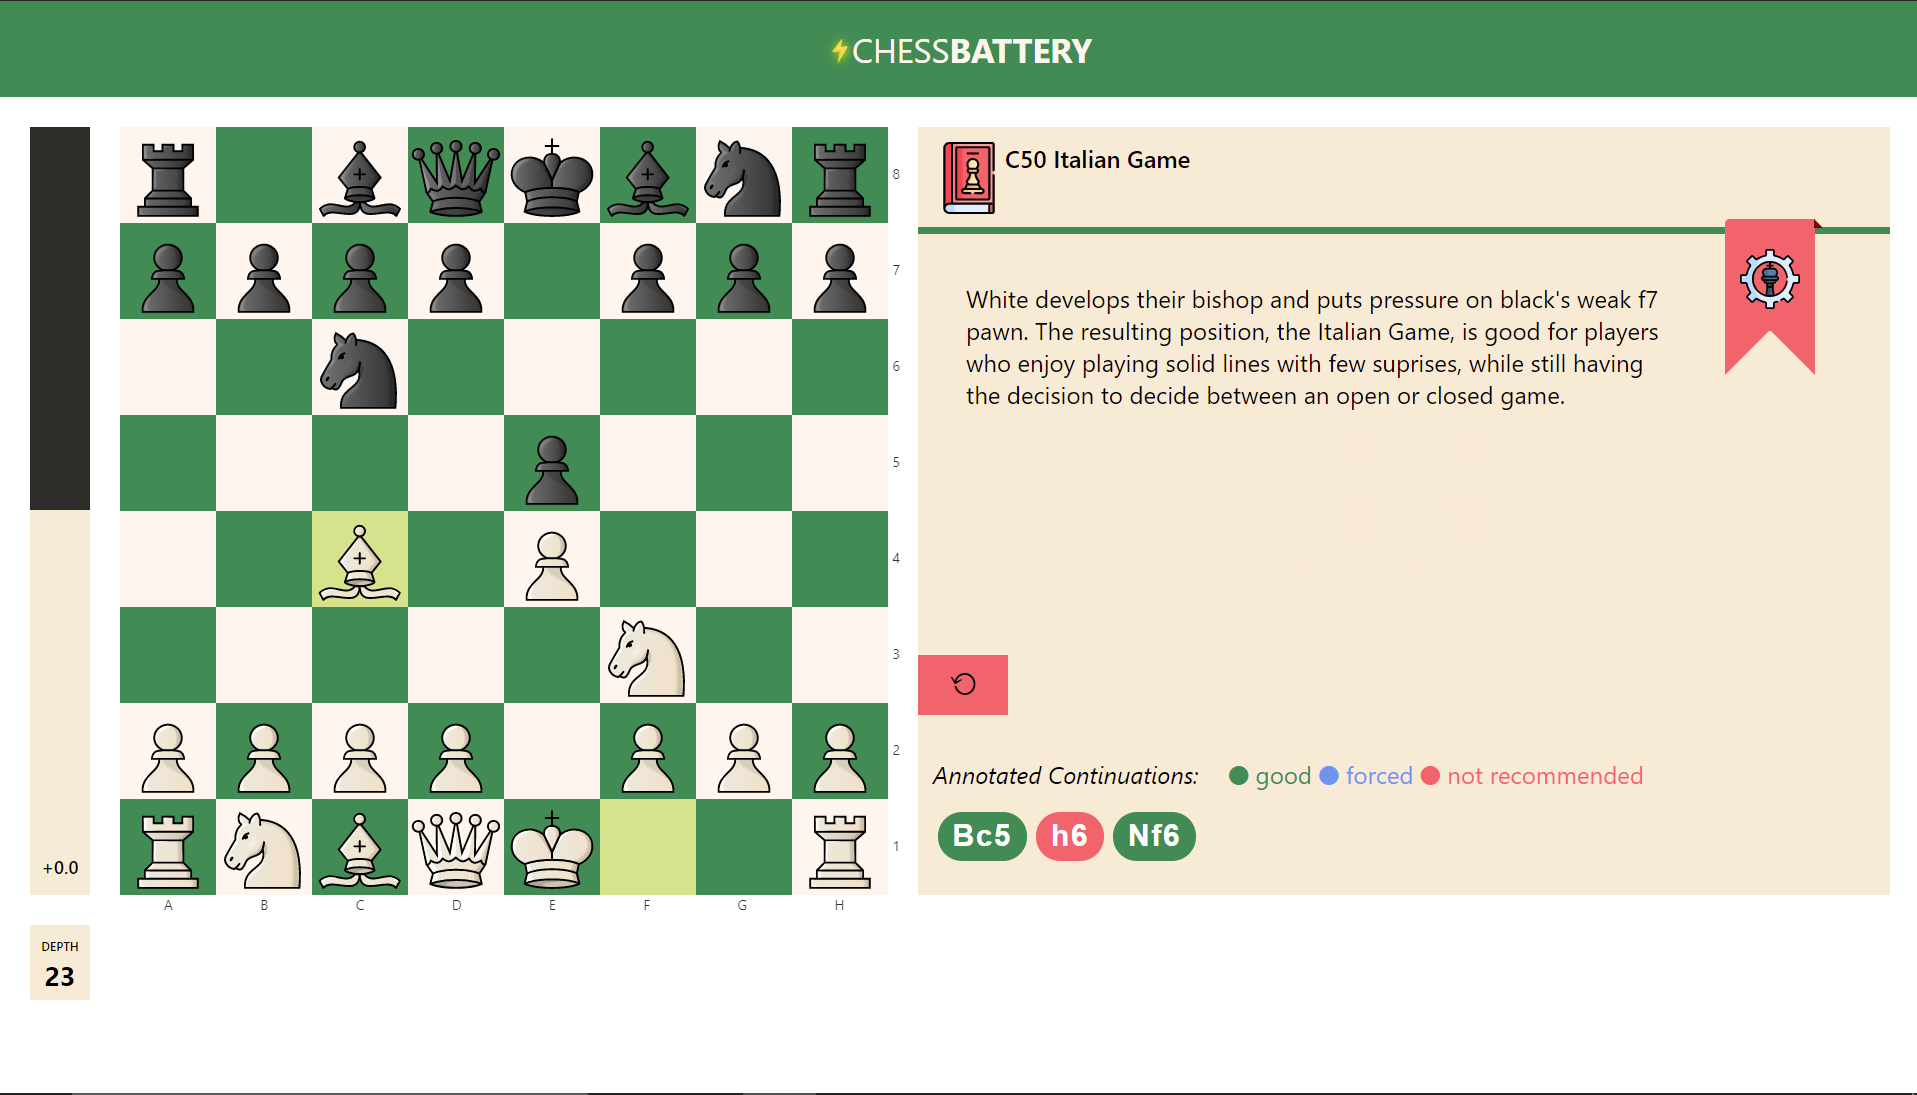 ⚡CHESSBATTERY
8
7
6
5
4
3
2
1
A B C D E F G H
+0.0
DEPTH
23
C50 Italian Game
White develops their bishop and puts pressure on black's weak f7
pawn. The resulting position, the Italian Game, is good for players
who enjoy playing solid lines with few suprises, while still having
the decision to decide between an open or closed game.
Annotated Continuations: good forced not recommended
Bc5 h6 Nf6